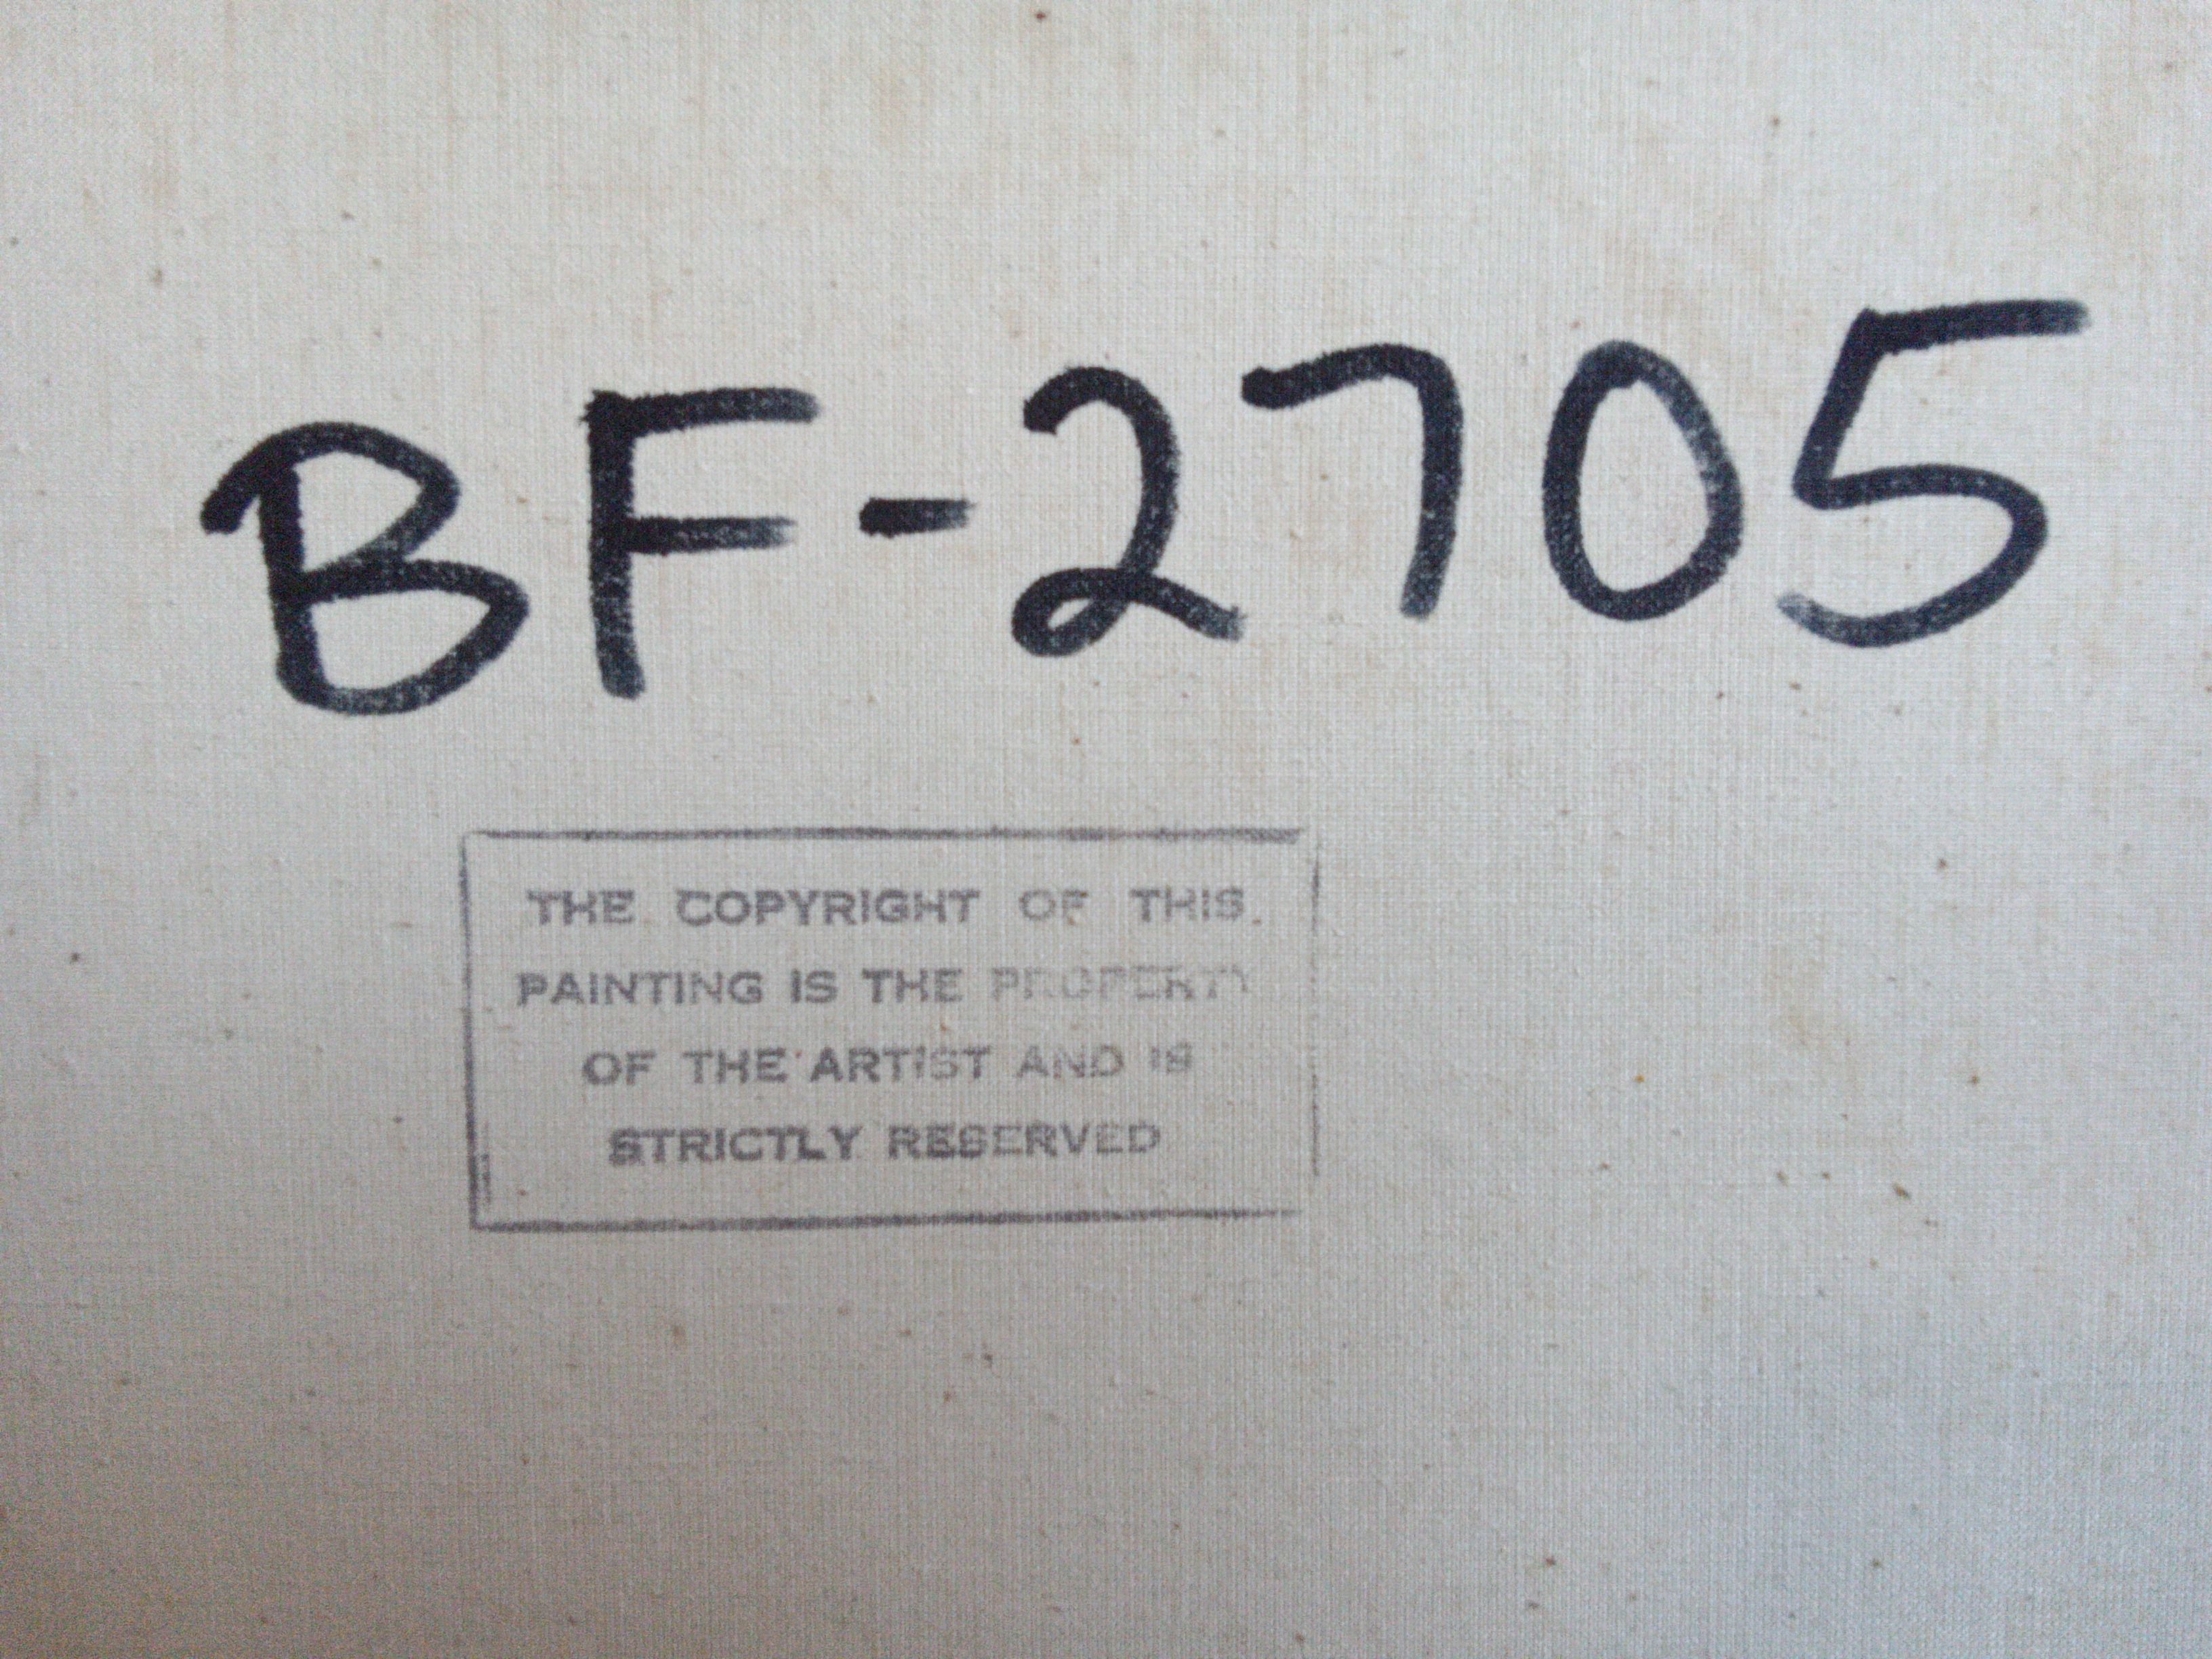 BF-2705
THE COPYRIGHT OF THIS
PAINTING IS THE PROPERTY
OF THE ARTIST AND IS
STRICTLY RESERVED